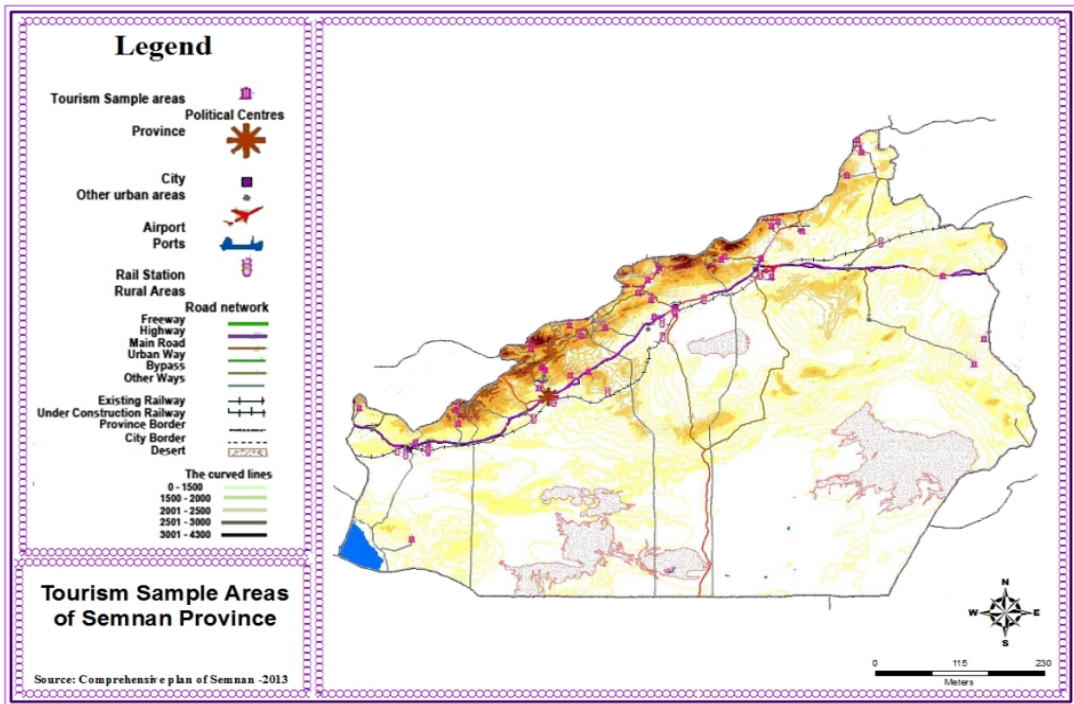 Legend
Tourism Sample areas
Political Centres
Province
City
Other urban areas
Airport
Ports
Rail Station
Rural Areas
Road network
Freeway
Highway
Main Road
Urban Way
Bypass
Other Ways
Existing Railway
Under Construction Railway
Province Border
City Border
Desert
The curved lines
0 - 1500
1500 - 2000
2001 - 2500
2501 - 3000
3001 - 4300
Tourism Sample Areas
of Semnan Province
Source: Comprehensive plan of Semnan -2013
N
W E
S
0 115 230
Meters